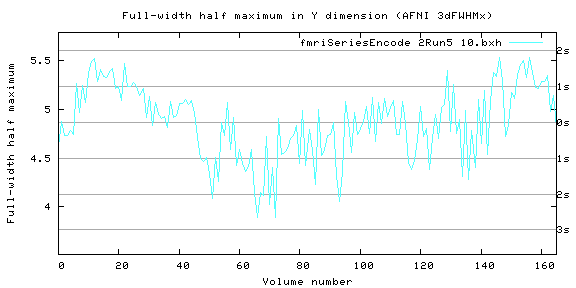 Full-width half maximum in Y dimension (AFNI 3dFWHMx)
fmriSeriesEncode 2Run5 10.bxh
Full-width half maximum
5.5
5
4.5
4
2s
1s
0s
1s
2s
3s
0 20 40 60 80 100 120 140 160
Volume number